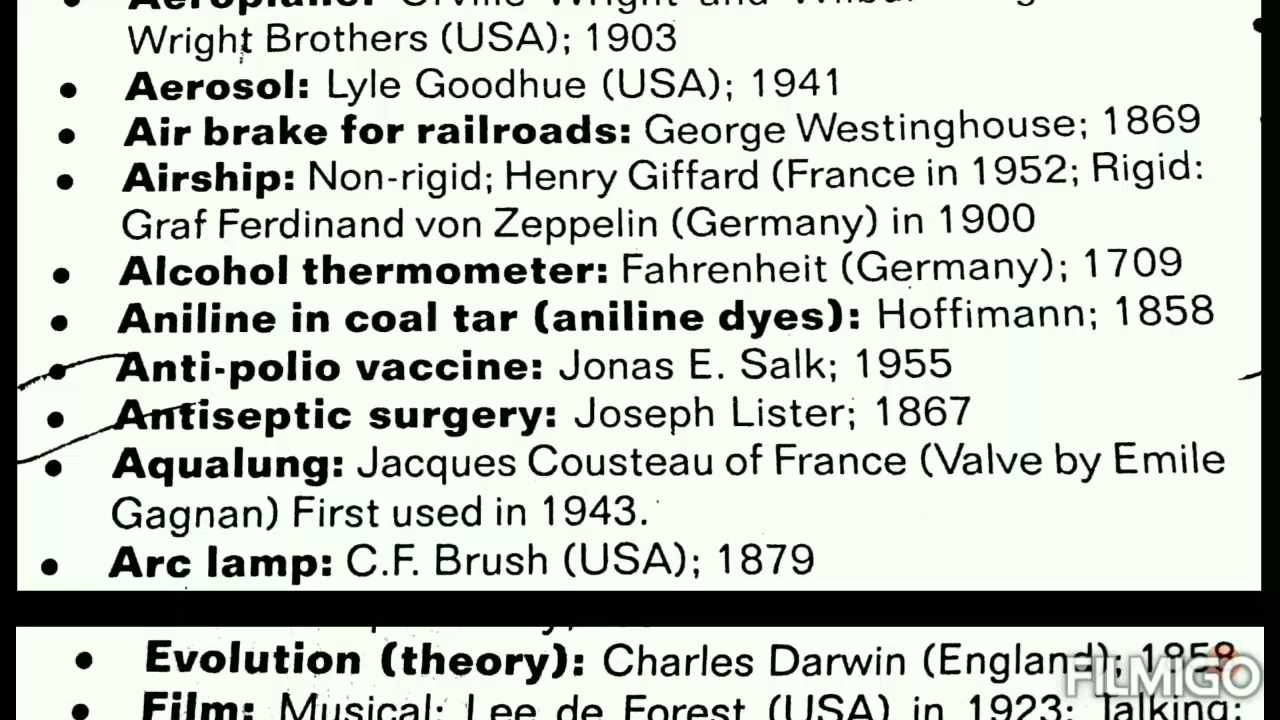 • Aeroplane: Orville Wright and
Wright Brothers (USA); 1903
• Aerosol: Lyle Goodhue (USA); 1941
• Air brake for railroads: George Westinghouse; 1869
• Airship: Non-rigid; Henry Giffard (France in 1952; Rigid:
Graf Ferdinand von Zeppelin (Germany) in 1900
• Alcohol thermometer: Fahrenheit (Germany); 1709
• Aniline in coal tar (aniline dyes): Hoffimann; 1858
• Anti-polio vaccine: Jonas E. Salk; 1955
• Antiseptic surgery: Joseph Lister; 1867
• Aqualung: Jacques Cousteau of France (Valve by Emile
Gagnan) First used in 1943.
• Arc lamp: C.F. Brush (USA); 1879
• Evolution (theory): Charles Darwin (England); 1858
FILMIGO
• Film: Musical: Lee de Forest (USA) in 1923; Talking: